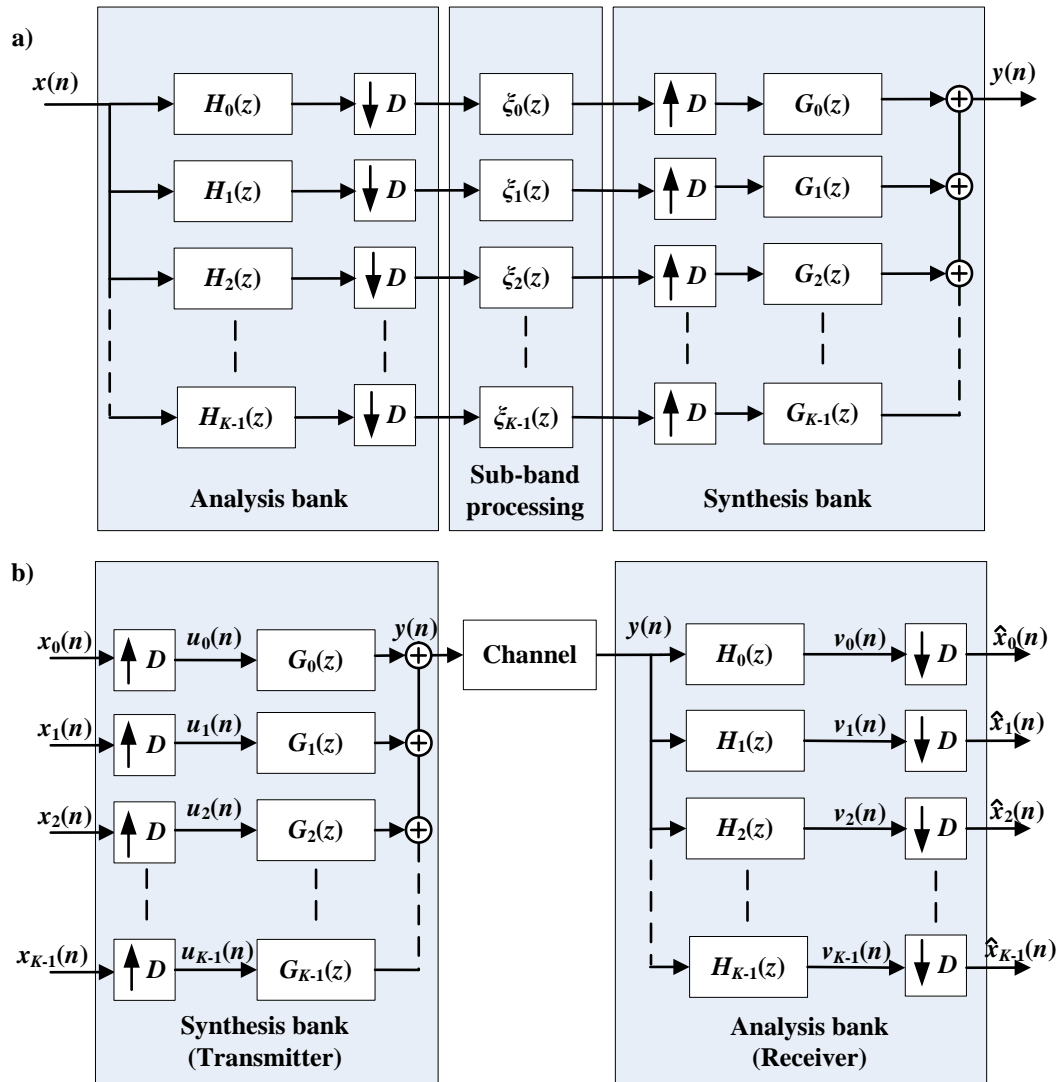 a)
x(n)
y(n)
H0(z)
D
ξ0(z)
D
G0(z)
H1(z)
D
ξ1(z)
D
G1(z)
H2(z)
D
ξ2(z)
D
G2(z)
HK-1(z)
D
ξK-1(z)
D
GK-1(z)
Analysis bank
Sub-band
processing
Synthesis bank
b)
x0(n)
D
u0(n)
G0(z)
y(n)
Channel
y(n)
H0(z)
v0(n)
D
x̂0(n)
x1(n)
D
u1(n)
G1(z)
H1(z)
v1(n)
D
x̂1(n)
x2(n)
D
u2(n)
G2(z)
H2(z)
v2(n)
D
x̂2(n)
xK-1(n)
D
uK-1(n)
GK-1(z)
HK-1(z)
vK-1(n)
D
x̂K-1(n)
Synthesis bank
(Transmitter)
Analysis bank
(Receiver)